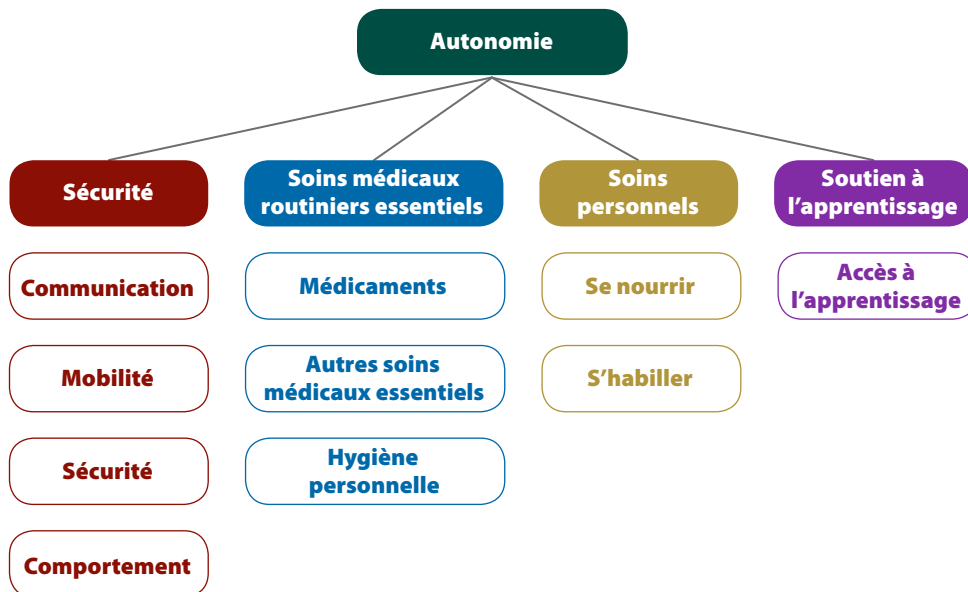 Autonomie
Sécurité
Soins médicaux
routiniers essentiels
Soins
personnels
Soutien à
l'apprentissage
Communication
Médicaments
Se nourrir
Accès à
l'apprentissage
Mobilité
Autres soins
médicaux essentiels
S'habiller
Sécurité
Hygiène
personnelle
Comportement